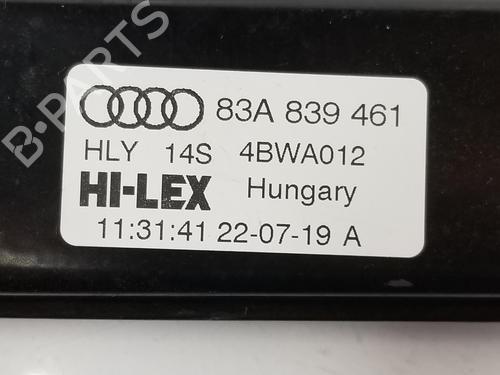 B-PARTS
83A 839 461
HLY 14S 4BWA012
HI-LEX Hungary
11:31:41 22-07-19 A